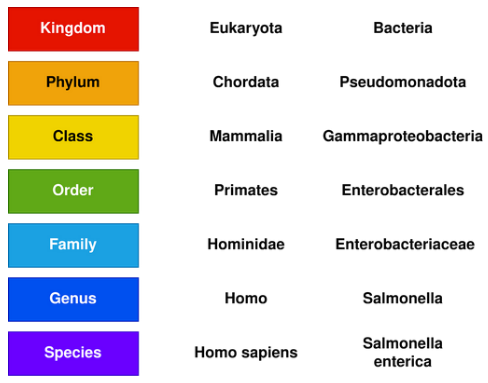 Kingdom Eukaryota Bacteria
Phylum Chordata Pseudomonadota
Class Mammalia Gammaproteobacteria
Order Primates Enterobacterales
Family Hominidae Enterobacteriaceae
Genus Homo Salmonella
Species Homo sapiens Salmonella
enterica